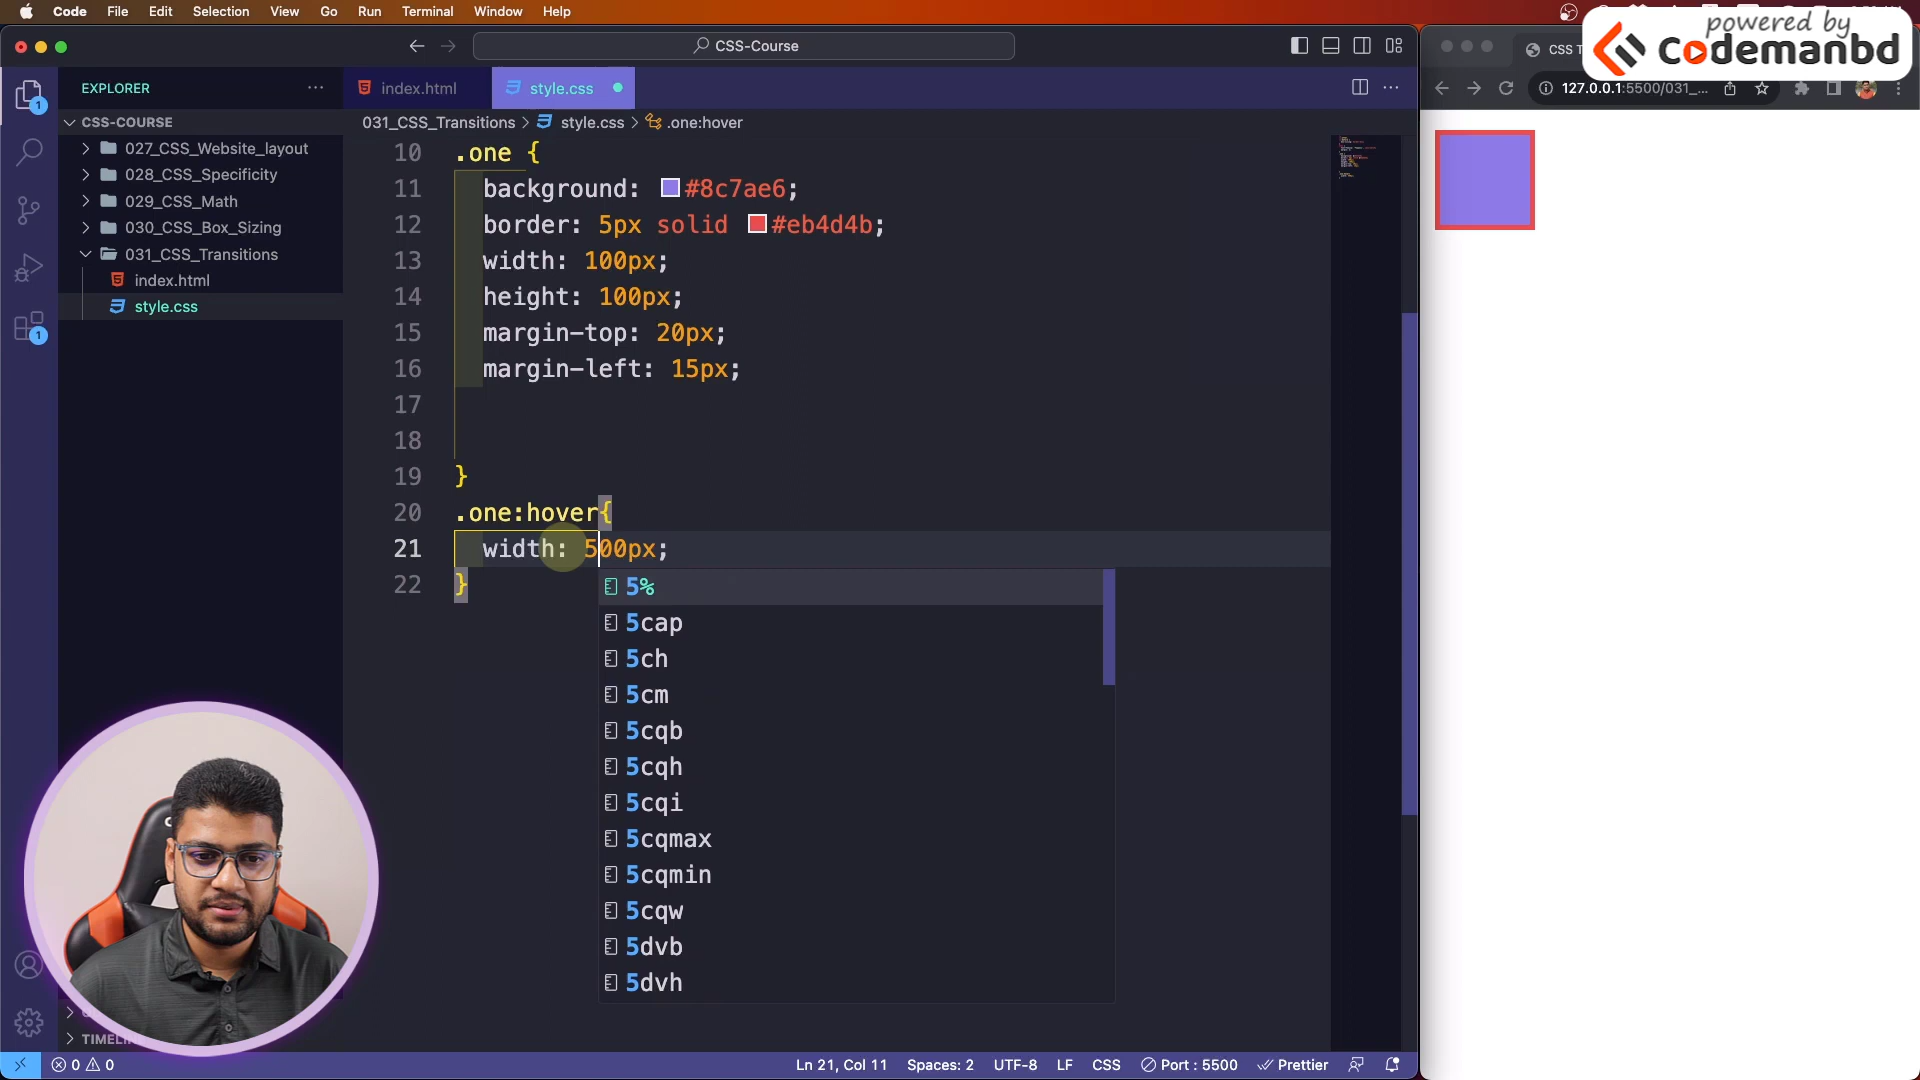 Code File Edit Selection View Go Run Terminal Window Help
powered by
Codemanbd
CSS-Course
CSS T
EXPLORER
index.html
style.css
127.0.0.1:5500/031_...
CSS-COURSE
031_CSS_Transitions > style.css > .one:hover
027_CSS_Website_layout
028_CSS_Specificity
029_CSS_Math
030_CSS_Box_Sizing
031_CSS_Transitions
index.html
style.css
10 .one {
11 background: #8c7ae6;
12 border: 5px solid #eb4d4b;
13 width: 100px;
14 height: 100px;
15 margin-top: 20px;
16 margin-left: 15px;
17
18
19 }
20 .one:hover{
21 width: 500px;
22 }
5%
5cap
5ch
5cm
5cqb
5cqh
5cqi
5cqmax
5cqmin
5cqw
5dvb
5dvh
1
1
0 0
Ln 21, Col 11 Spaces: 2 UTF-8 LF CSS Port : 5500 Prettier